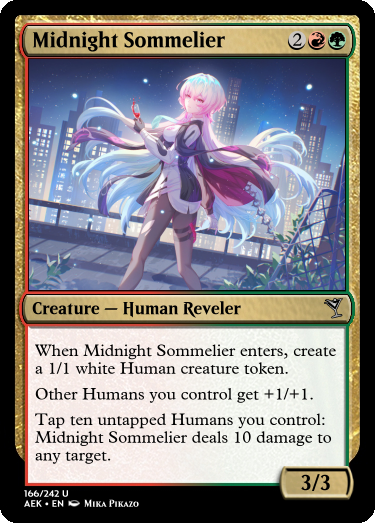 Midnight Sommelier 2
Creature — Human Reveler
When Midnight Sommelier enters, create
a 1/1 white Human creature token.
Other Humans you control get +1/+1.
Tap ten untapped Humans you control:
Midnight Sommelier deals 10 damage to
any target.
3/3
166/242 U
AEK • EN Mika Pikazo